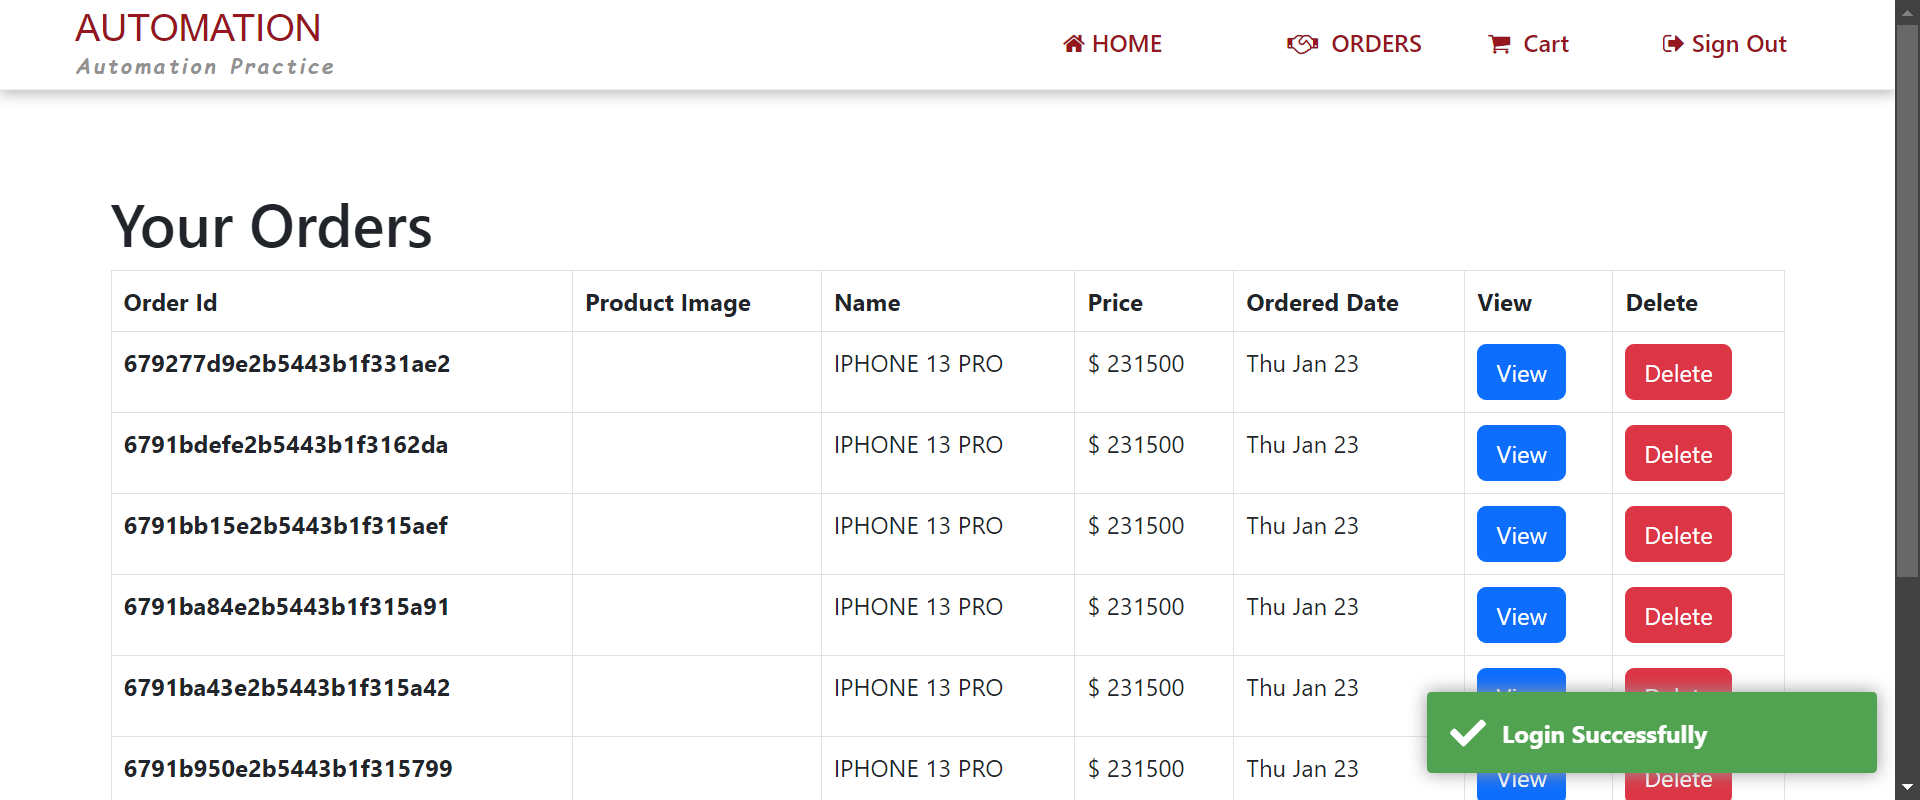 AUTOMATION
Automation Practice
HOME ORDERS Cart Sign Out
Your Orders
Order Id Product Image Name Price Ordered Date View Delete
679277d9e2b5443b1f331ae2 IPHONE 13 PRO $ 231500 Thu Jan 23 View Delete
6791bdefe2b5443b1f3162da IPHONE 13 PRO $ 231500 Thu Jan 23 View Delete
6791bb15e2b5443b1f315aef IPHONE 13 PRO $ 231500 Thu Jan 23 View Delete
6791ba84e2b5443b1f315a91 IPHONE 13 PRO $ 231500 Thu Jan 23 View Delete
6791ba43e2b5443b1f315a42 IPHONE 13 PRO $ 231500 Thu Jan 23
Login Successfully
6791b950e2b5443b1f315799 IPHONE 13 PRO $ 231500 Thu Jan 23 View Delete